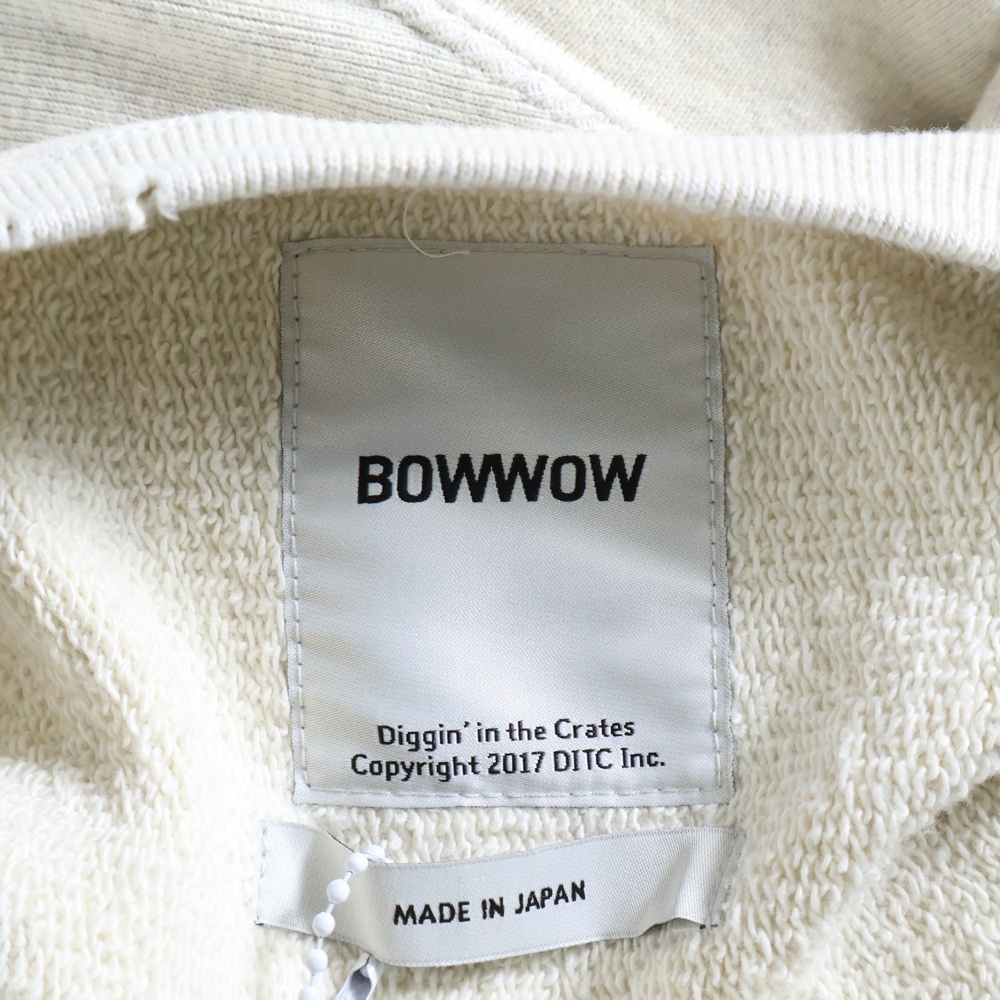 BOWWOW
Diggin' in the Crates
Copyright 2017 DITC Inc.
MADE IN JAPAN